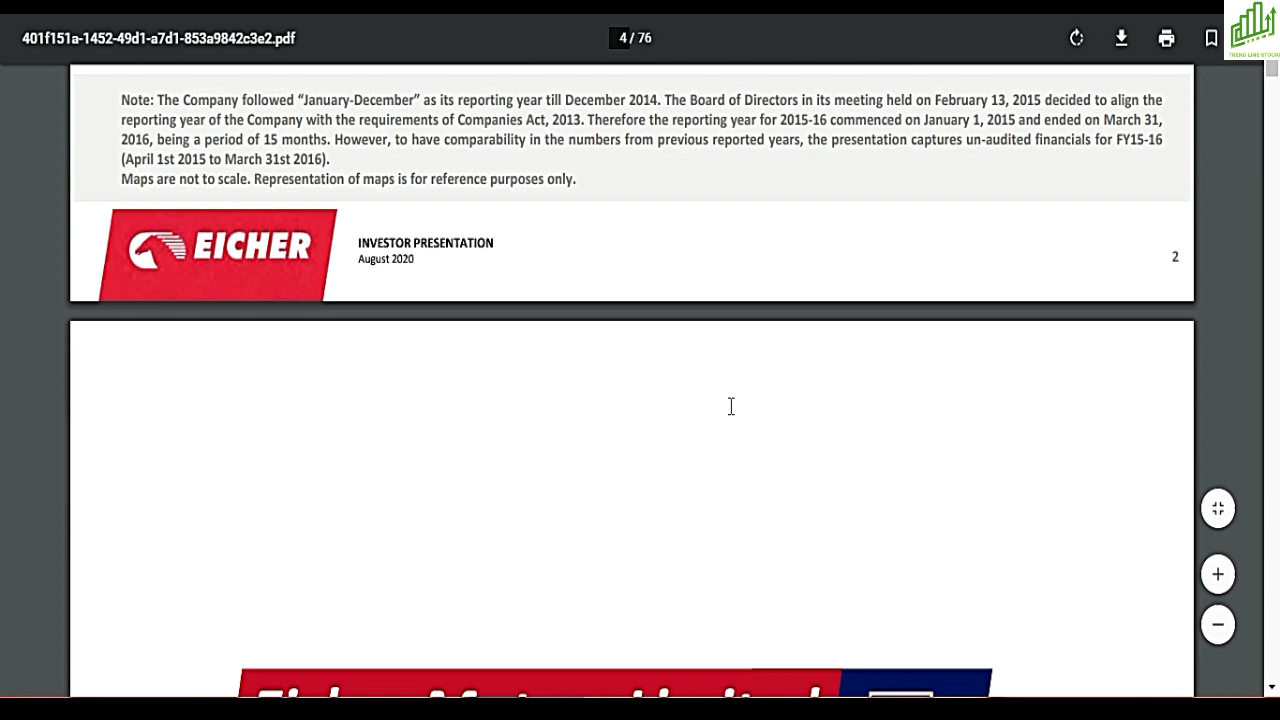 401f151a-1452-49d1-a7d1-853a9842c3e2.pdf
4 / 76
TREND LINE STOCKS
Note: The Company followed “January-December” as its reporting year till December 2014. The Board of Directors in its meeting held on February 13, 2015 decided to align the
reporting year of the Company with the requirements of Companies Act, 2013. Therefore the reporting year for 2015-16 commenced on January 1, 2015 and ended on March 31,
2016, being a period of 15 months. However, to have comparability in the numbers from previous reported years, the presentation captures un-audited financials for FY15-16
(April 1st 2015 to March 31st 2016).
Maps are not to scale. Representation of maps is for reference purposes only.
EICHER
INVESTOR PRESENTATION
August 2020
2